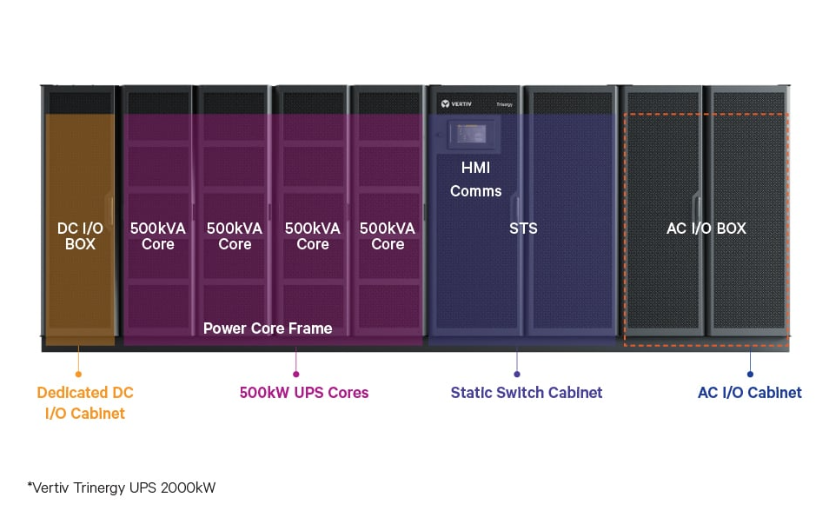 VERTIV
Trinergy
HMI
Comms
DC I/O
BOX
500kVA
Core
500kVA
Core
500kVA
Core
500kVA
Core
STS
AC I/O BOX
Power Core Frame
Dedicated DC
I/O Cabinet
500kW UPS Cores
Static Switch Cabinet
AC I/O Cabinet
*Vertiv Trinergy UPS 2000kW